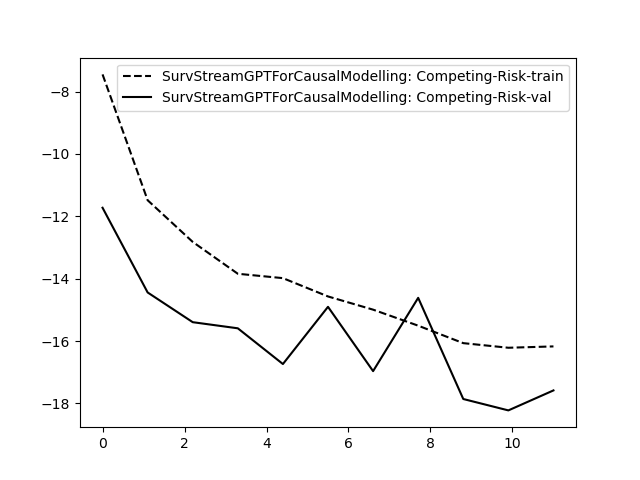 SurvStreamGPTForCausalModelling: Competing-Risk-train
SurvStreamGPTForCausalModelling: Competing-Risk-val
−8
−10
−12
−14
−16
−18
0 2 4 6 8 10